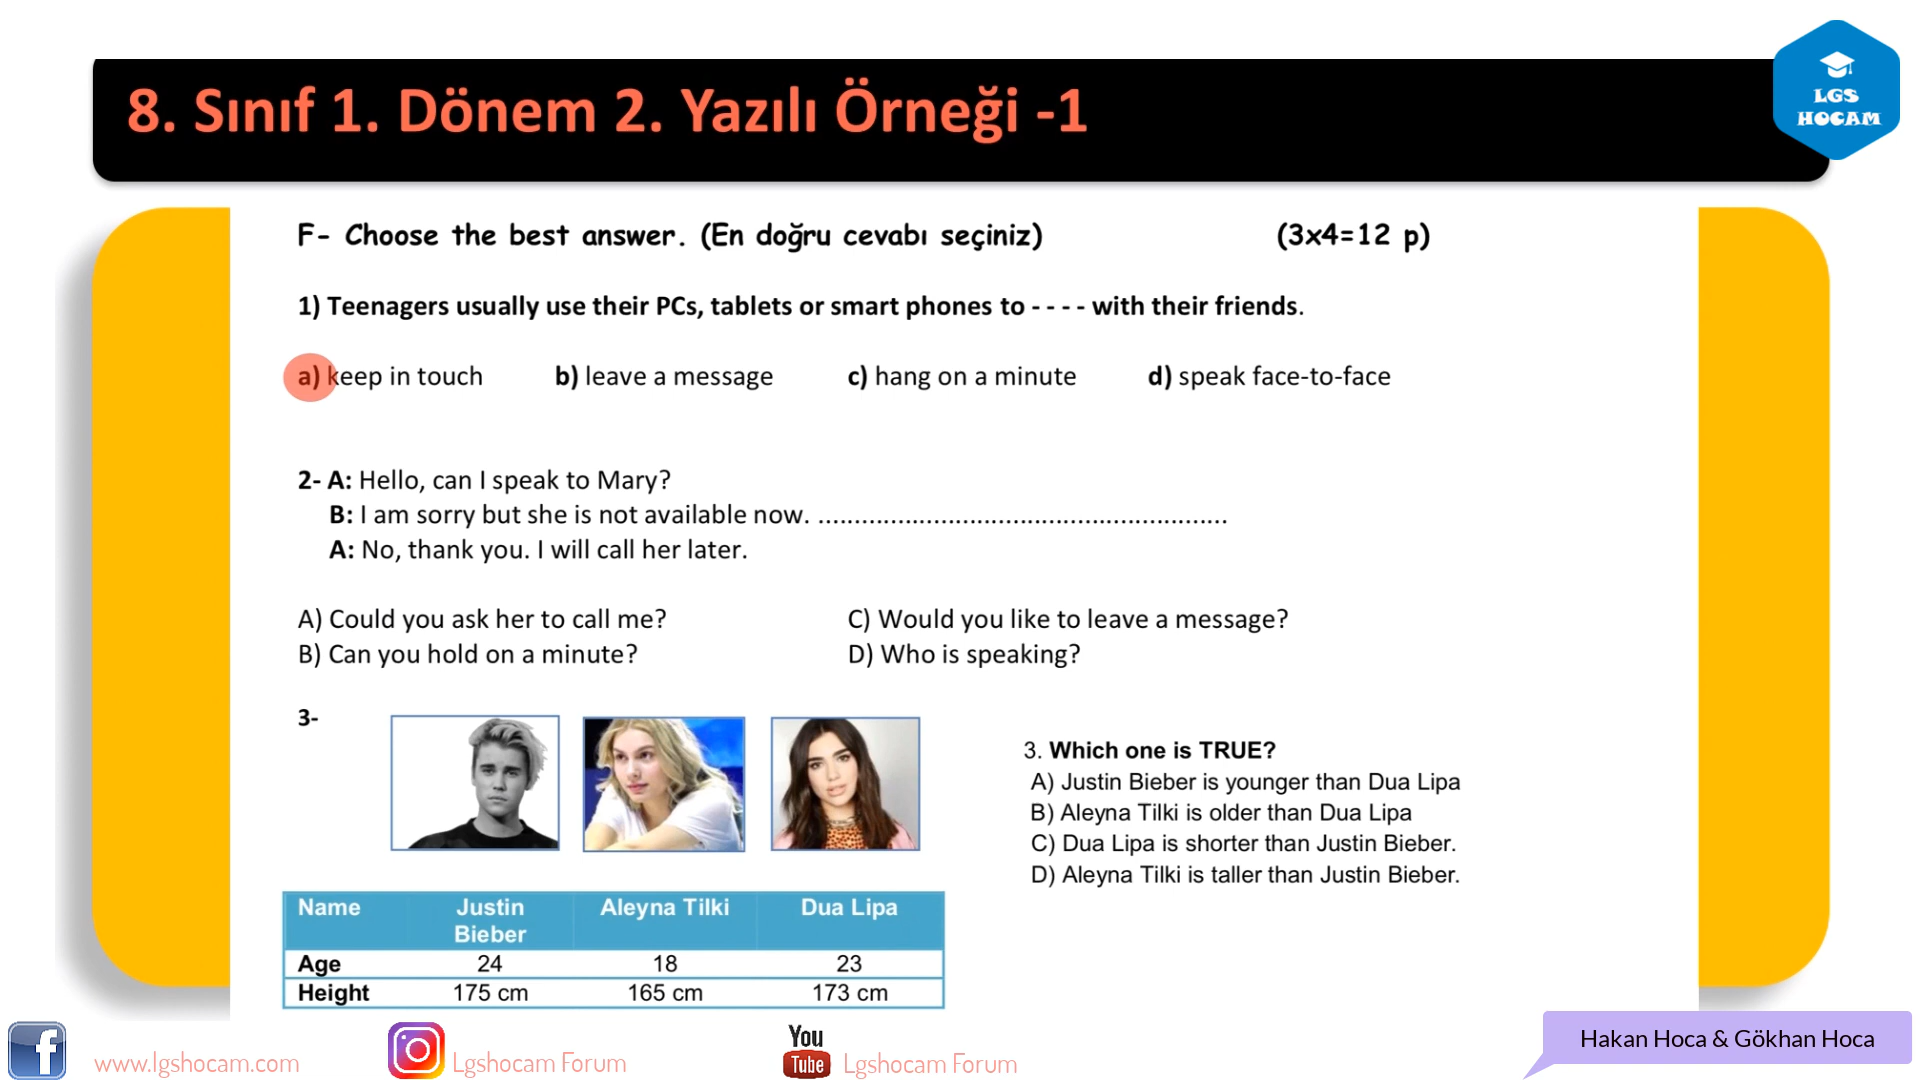 8. Sınıf 1. Dönem 2. Yazılı Örneği -1
LGS
HOCAM
F- Choose the best answer. (En doğru cevabı seçiniz) (3x4=12 p)
1) Teenagers usually use their PCs, tablets or smart phones to - - - - with their friends.
a) keep in touch b) leave a message c) hang on a minute d) speak face-to-face
2- A: Hello, can I speak to Mary?
B: I am sorry but she is not available now. .........................................................
A: No, thank you. I will call her later.
A) Could you ask her to call me? C) Would you like to leave a message?
B) Can you hold on a minute? D) Who is speaking?
3-
3. Which one is TRUE?
A) Justin Bieber is younger than Dua Lipa
B) Aleyna Tilki is older than Dua Lipa
C) Dua Lipa is shorter than Justin Bieber.
D) Aleyna Tilki is taller than Justin Bieber.
Name Justin Bieber Aleyna Tilki Dua Lipa
Age 24 18 23
Height 175 cm 165 cm 173 cm
www.lgshocam.com
Lgshocam Forum
You Tube
Lgshocam Forum
Hakan Hoca & Gökhan Hoca